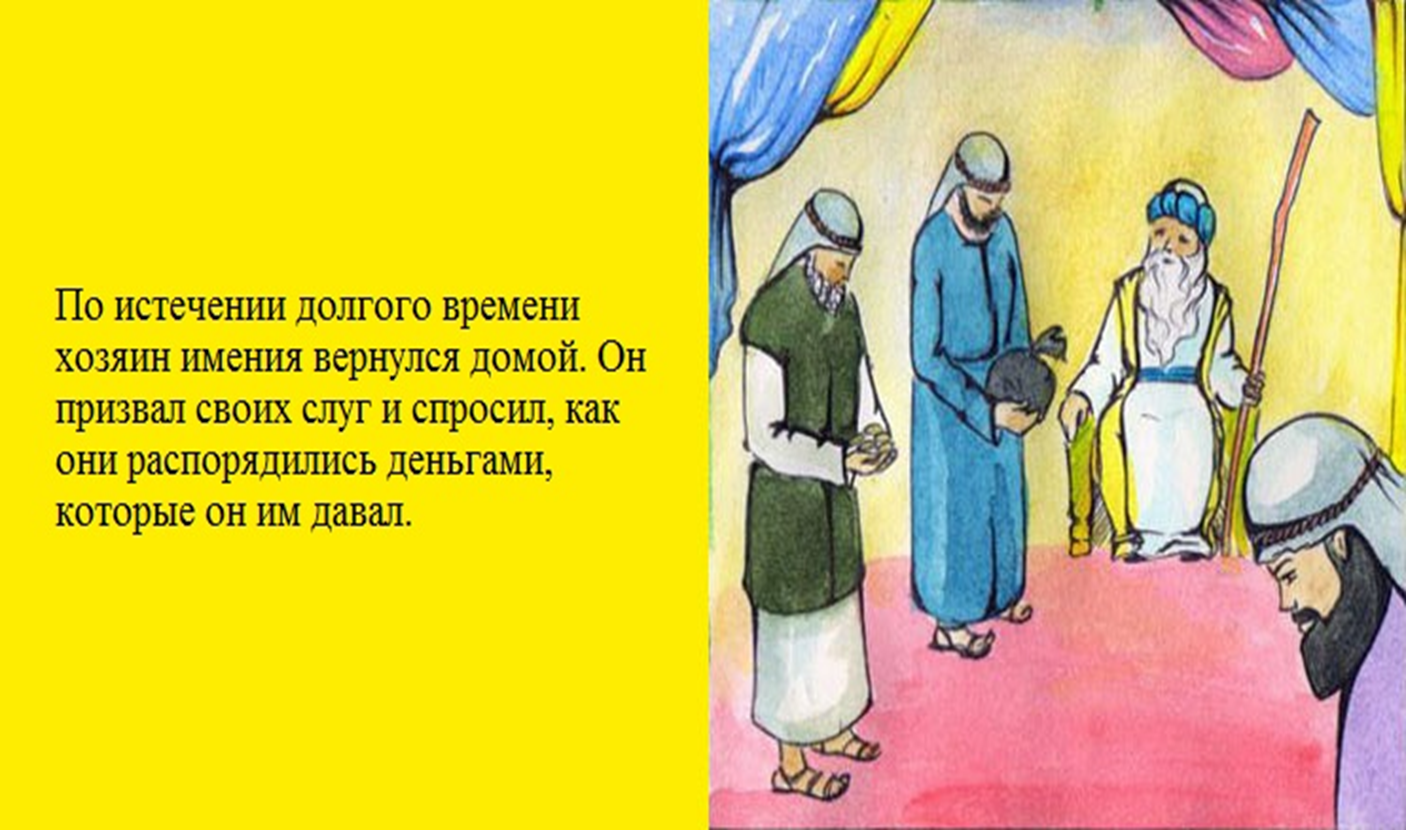 По истечении долгого времени
хозяин имения вернулся домой. Он
призвал своих слуг и спросил, как
они распорядились деньгами,
которые он им давал.